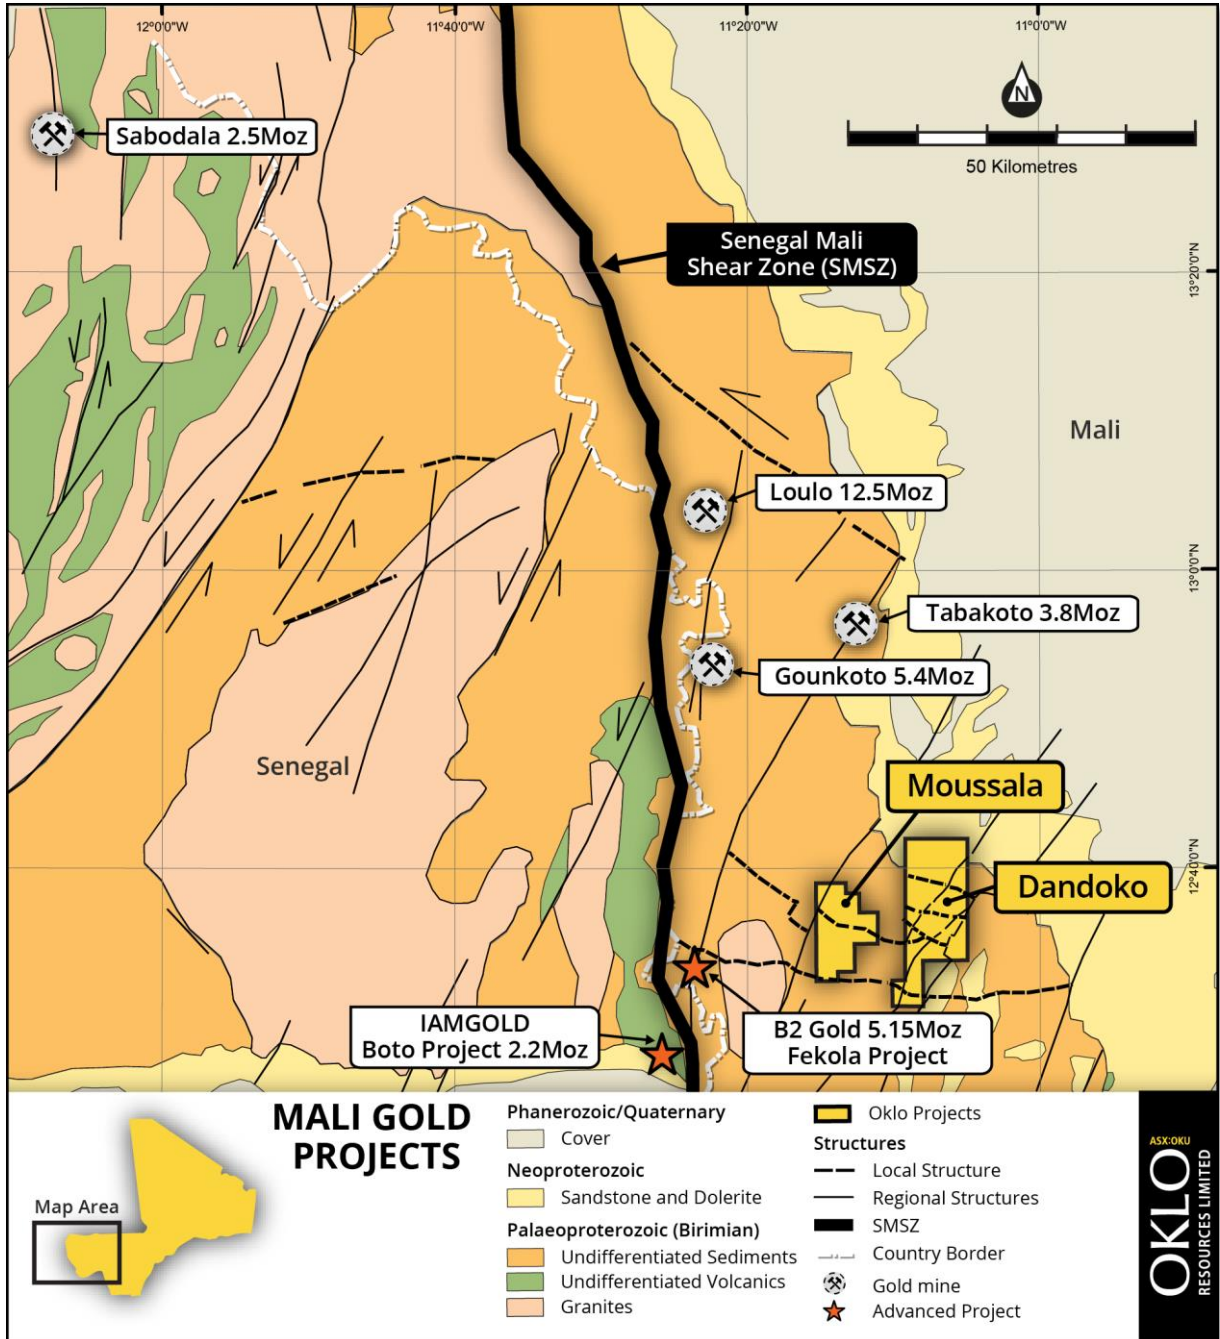 12°0'0"W
11°40'0"W
11°20'0"W
11°0'0"W
N
50 Kilometres
Sabodala 2.5Moz
Senegal Mali
Shear Zone (SMSZ)
13°20'0"N
Mali
Loulo 12.5Moz
13°0'0"N
Tabakoto 3.8Moz
Gounkoto 5.4Moz
Senegal
Moussala
12°40'0"N
Dandoko
IAMGOLD
Boto Project 2.2Moz
B2 Gold 5.15Moz
Fekola Project
MALI GOLD
PROJECTS
Map Area
Phanerozoic/Quaternary
Cover
Neoproterozoic
Sandstone and Dolerite
Palaeoproterozoic (Birimian)
Undifferentiated Sediments
Undifferentiated Volcanics
Granites
Oklo Projects
Structures
Local Structure
Regional Structures
SMSZ
Country Border
Gold mine
Advanced Project
ASX:OKU
OKLO
RESOURCES LIMITED